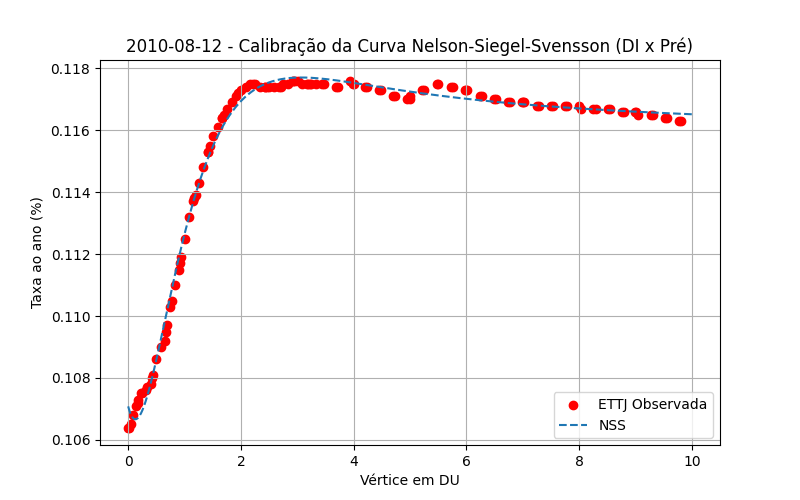 2010-08-12 - Calibração da Curva Nelson-Siegel-Svensson (DI x Pré)
Taxa ao ano (%)
0.118
0.116
0.114
0.112
0.110
0.108
0.106
ETTJ Observada
NSS
0 2 4 6 8 10
Vértice em DU